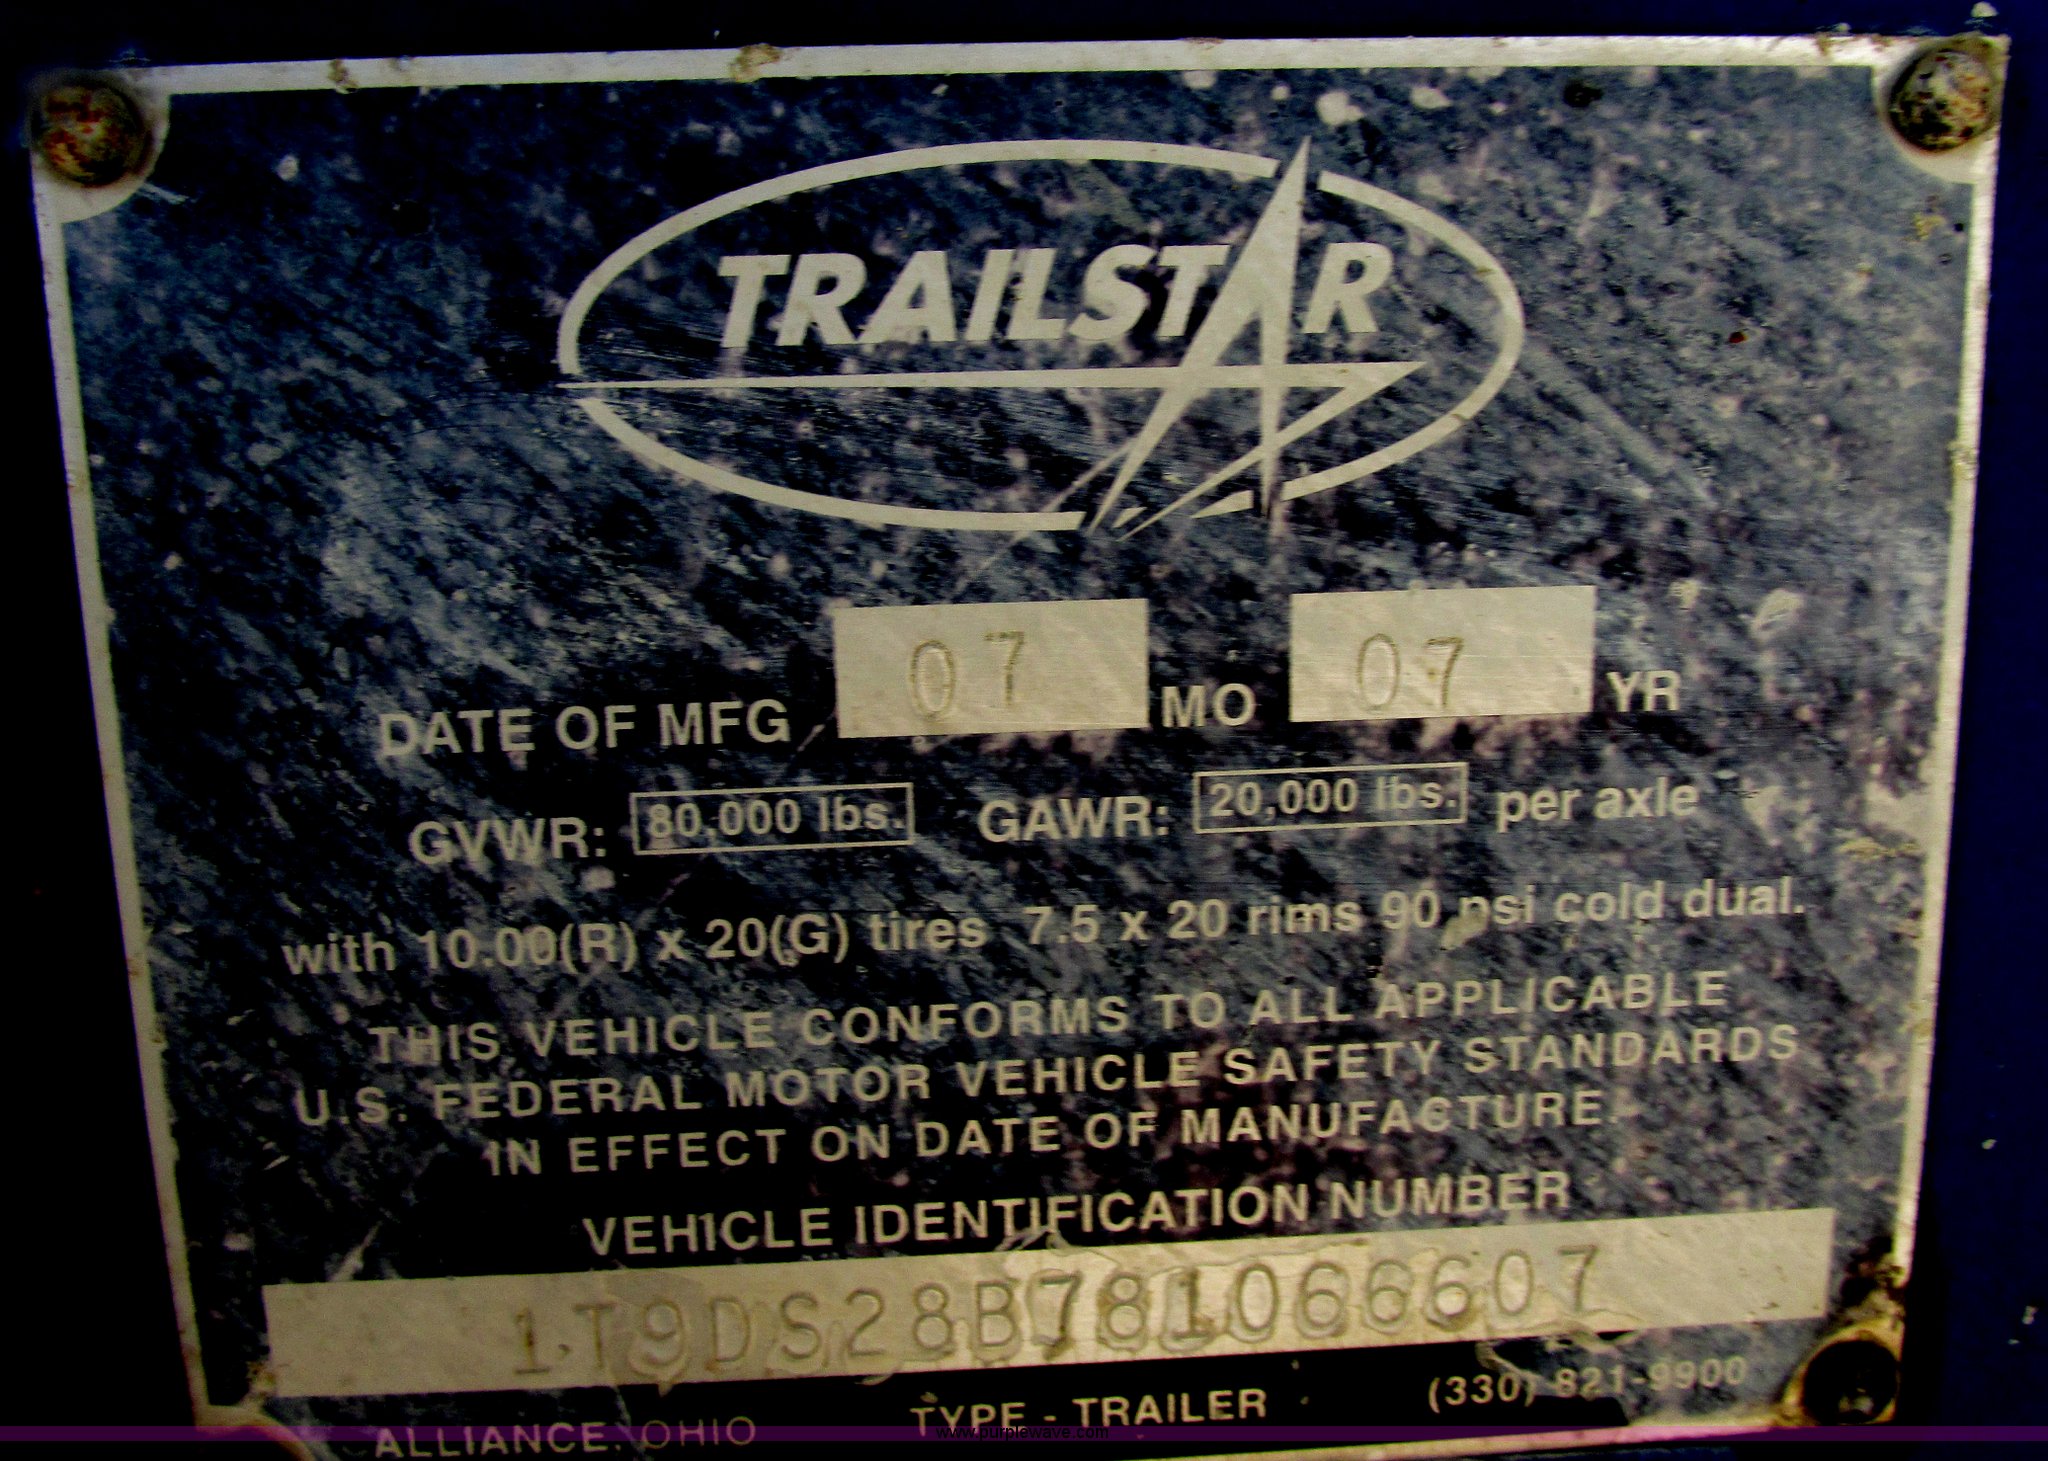 TRAILSTAR
DATE OF MFG 07 MO 07 YR
GVWR: 80,000 lbs. GAWR: 20,000 lbs. per axle
with 10.00(R) x 20(G) tires 7.5 x 20 rims 90 psi cold dual.
THIS VEHICLE CONFORMS TO ALL APPLICABLE
U.S. FEDERAL MOTOR VEHICLE SAFETY STANDARDS
IN EFFECT ON DATE OF MANUFACTURE.
VEHICLE IDENTIFICATION NUMBER
1T9DS28B781066607
ALLIANCE, OHIO TYPE - TRAILER (330) 821-9900
www.purplewave.com